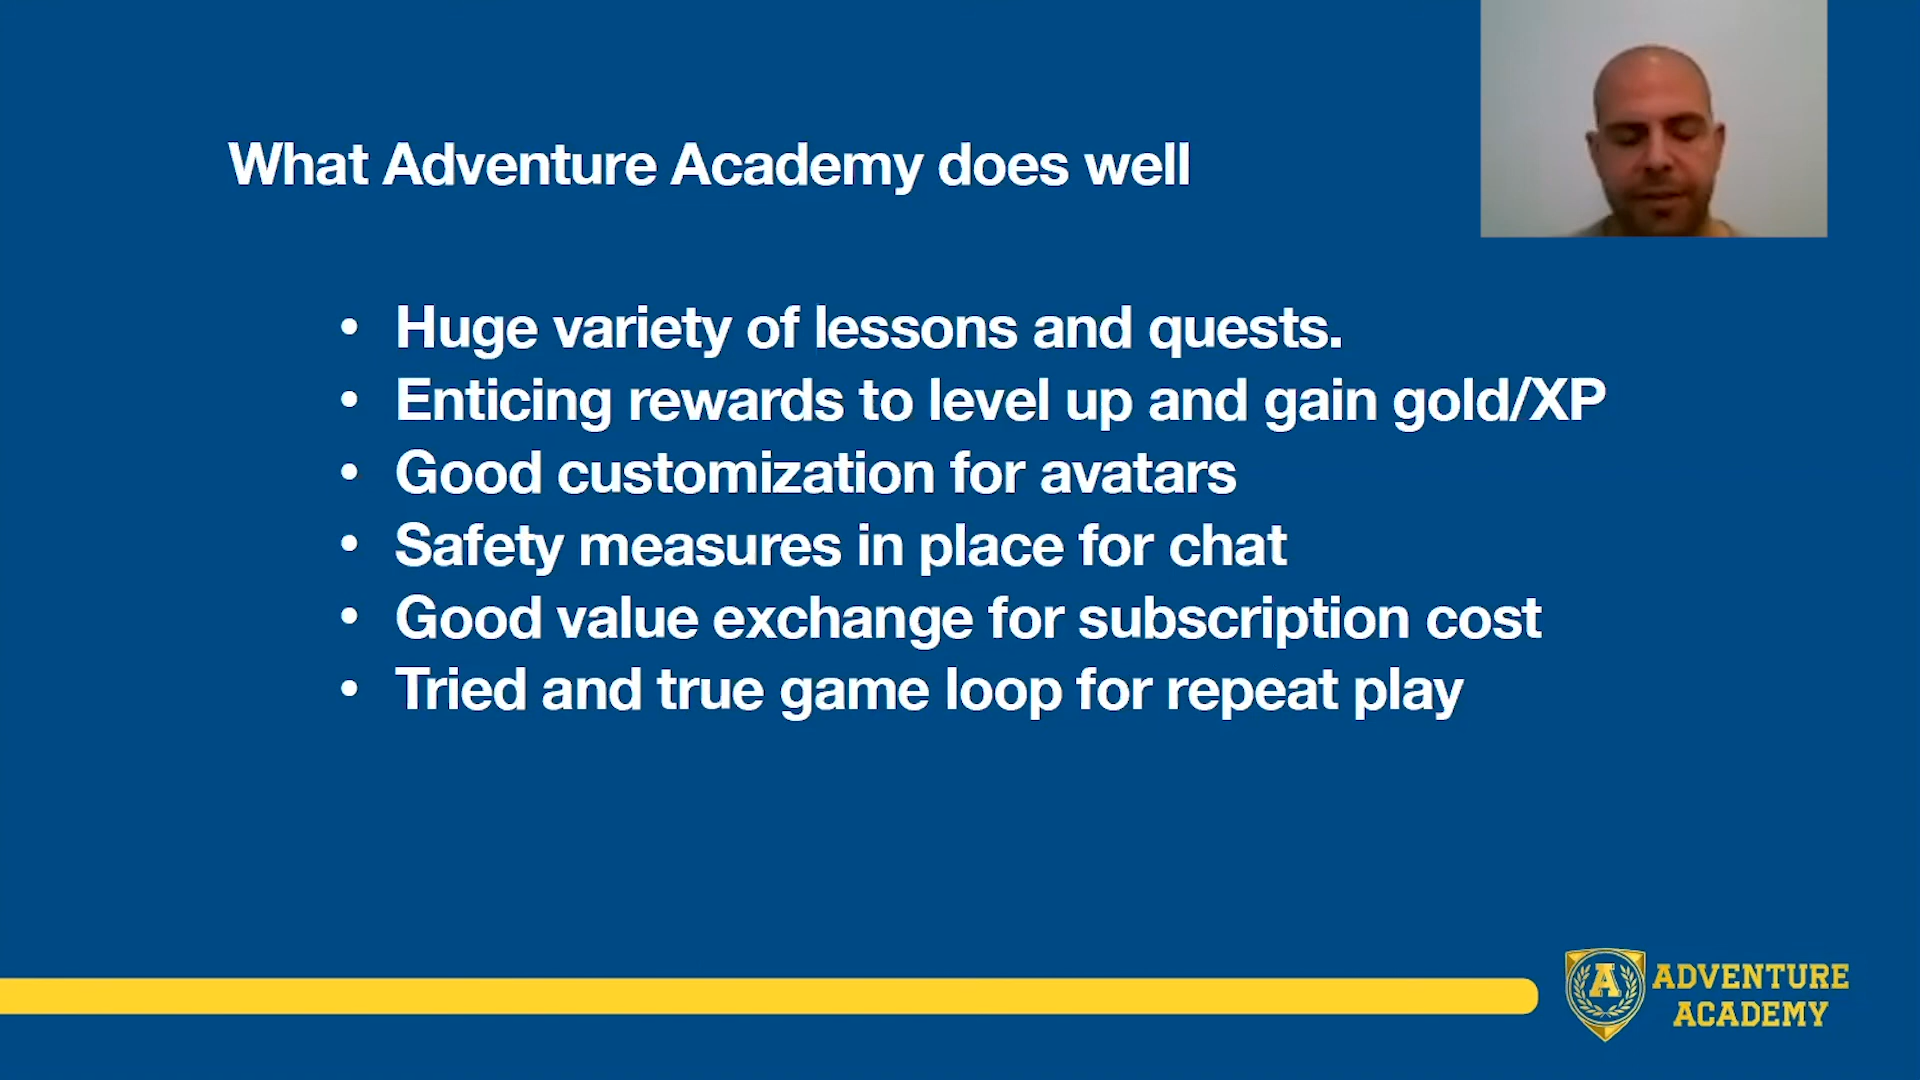 What Adventure Academy does well
• Huge variety of lessons and quests.
• Enticing rewards to level up and gain gold/XP
• Good customization for avatars
• Safety measures in place for chat
• Good value exchange for subscription cost
• Tried and true game loop for repeat play
A
ADVENTURE
ACADEMY